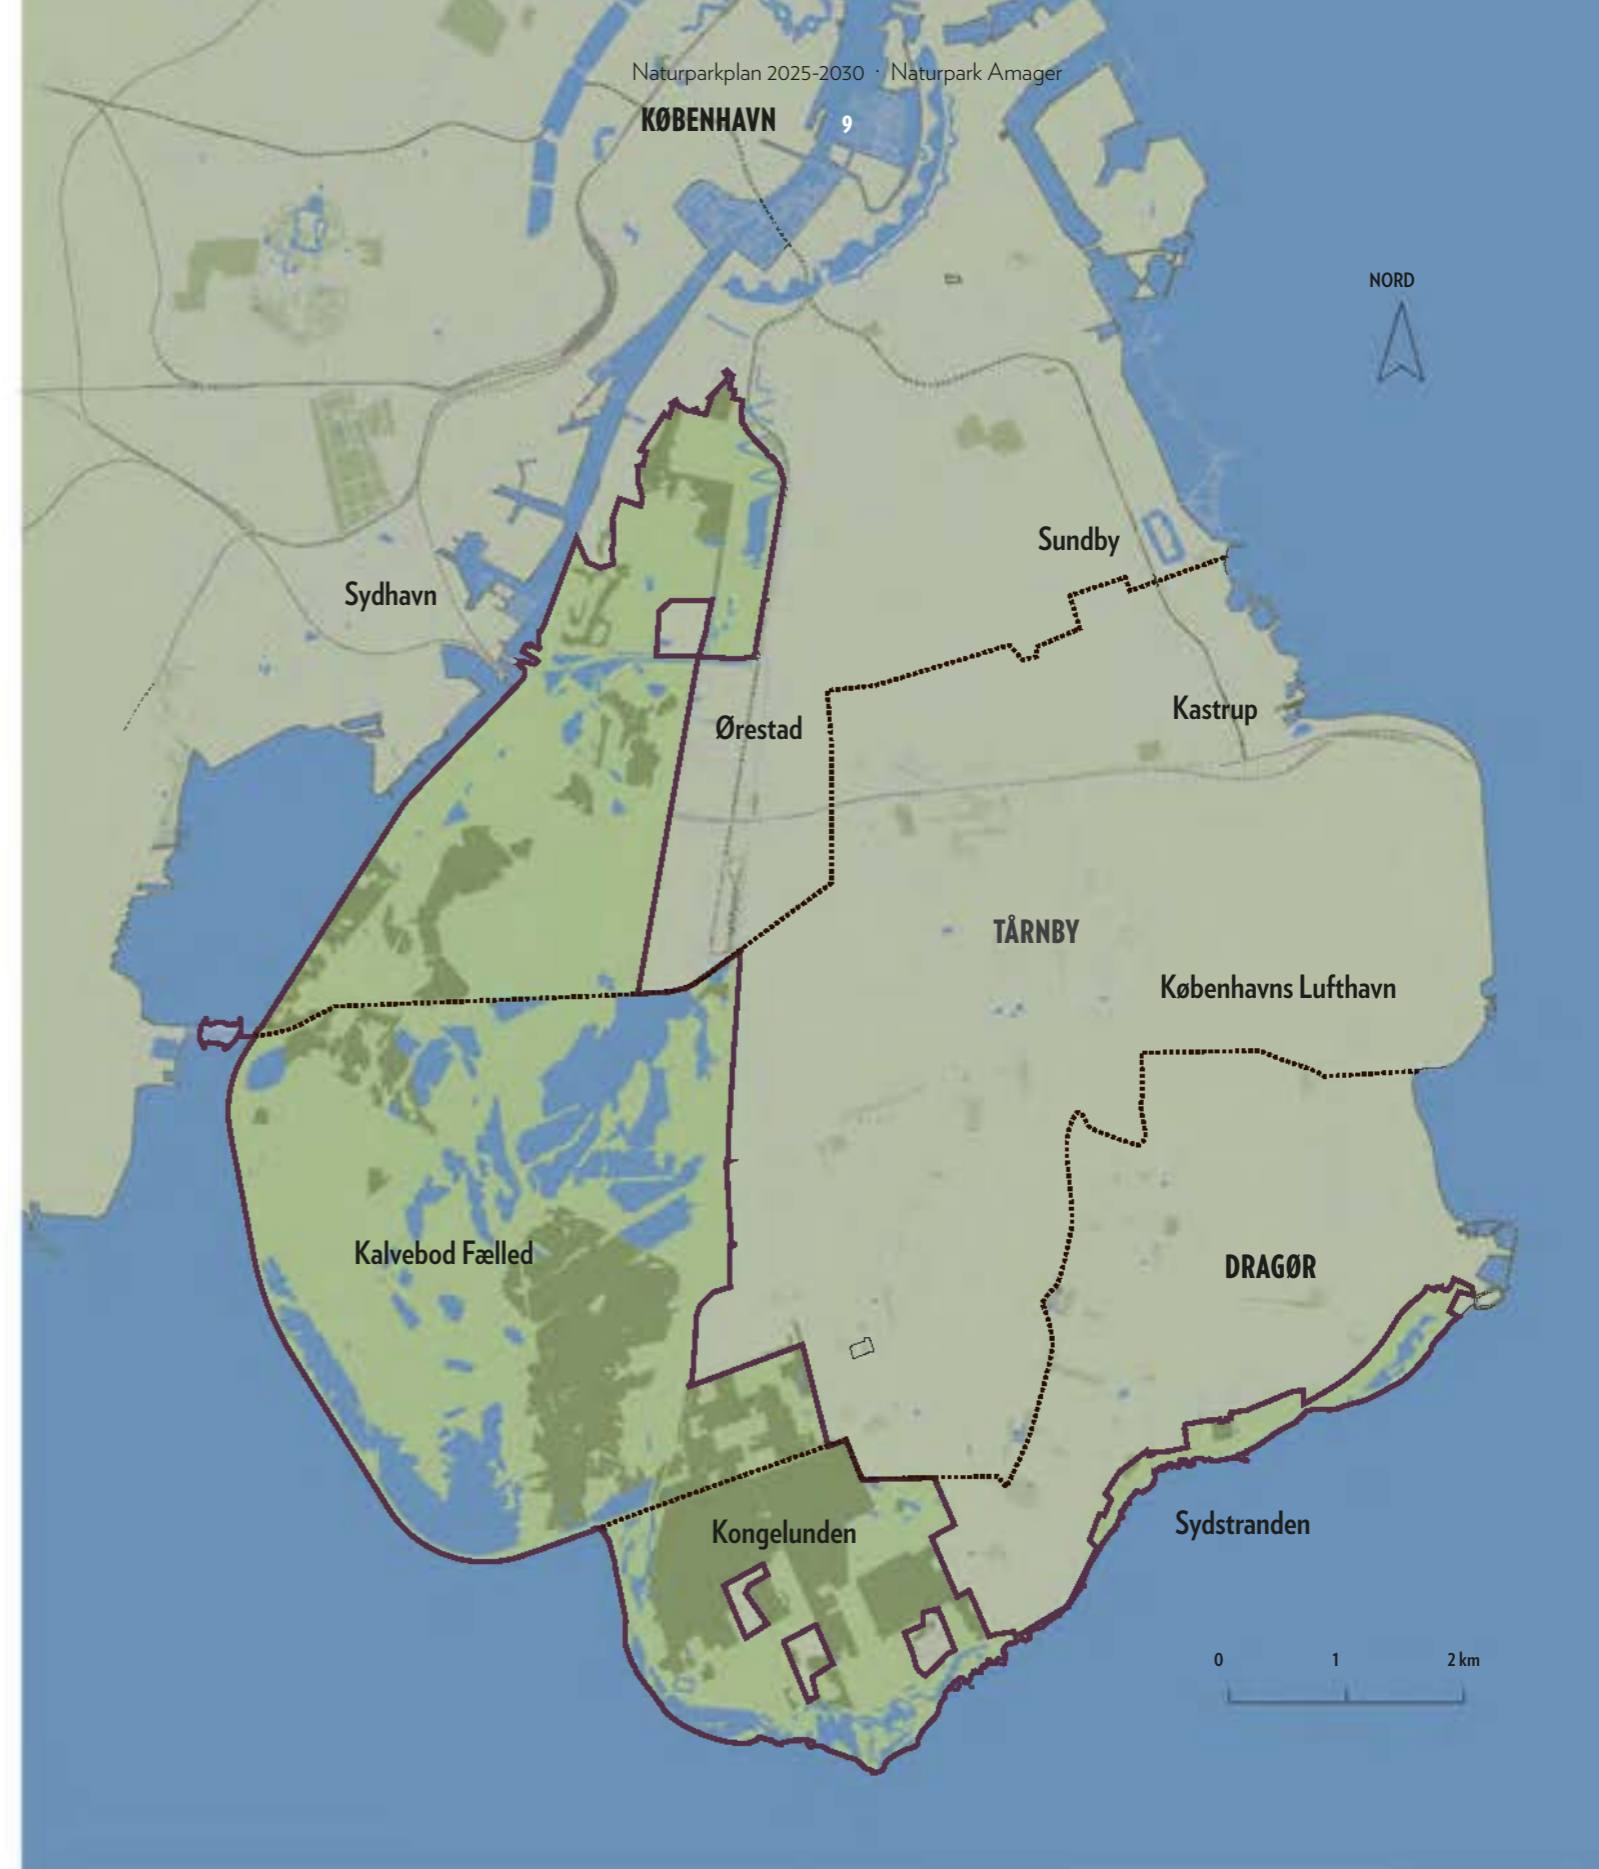 Naturparkplan 2025-2030 · Naturpark Amager
KØBENHAVN
9
NORD
Sundby
Sydhavn
Kastrup
Ørestad
TÅRNBY
Københavns Lufthavn
Kalvebod Fælled
DRAGØR
Sydstranden
Kongelunden
0 1 2 km